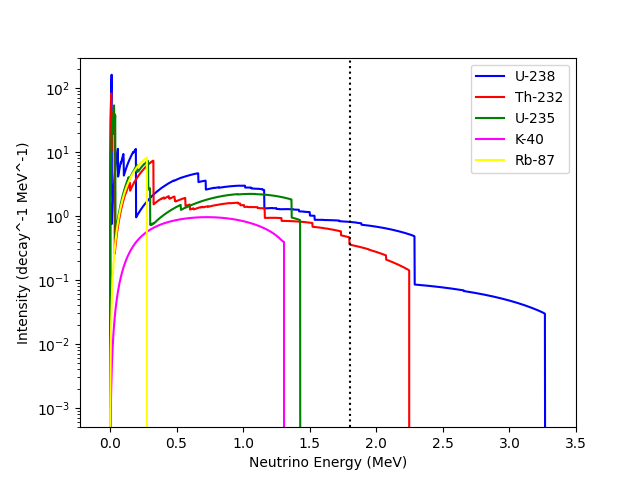 Intensity (decay^-1 MeV^-1)
10^2
10^1
10^0
10^-1
10^-2
10^-3
U-238
Th-232
U-235
K-40
Rb-87
0.0 0.5 1.0 1.5 2.0 2.5 3.0 3.5
Neutrino Energy (MeV)